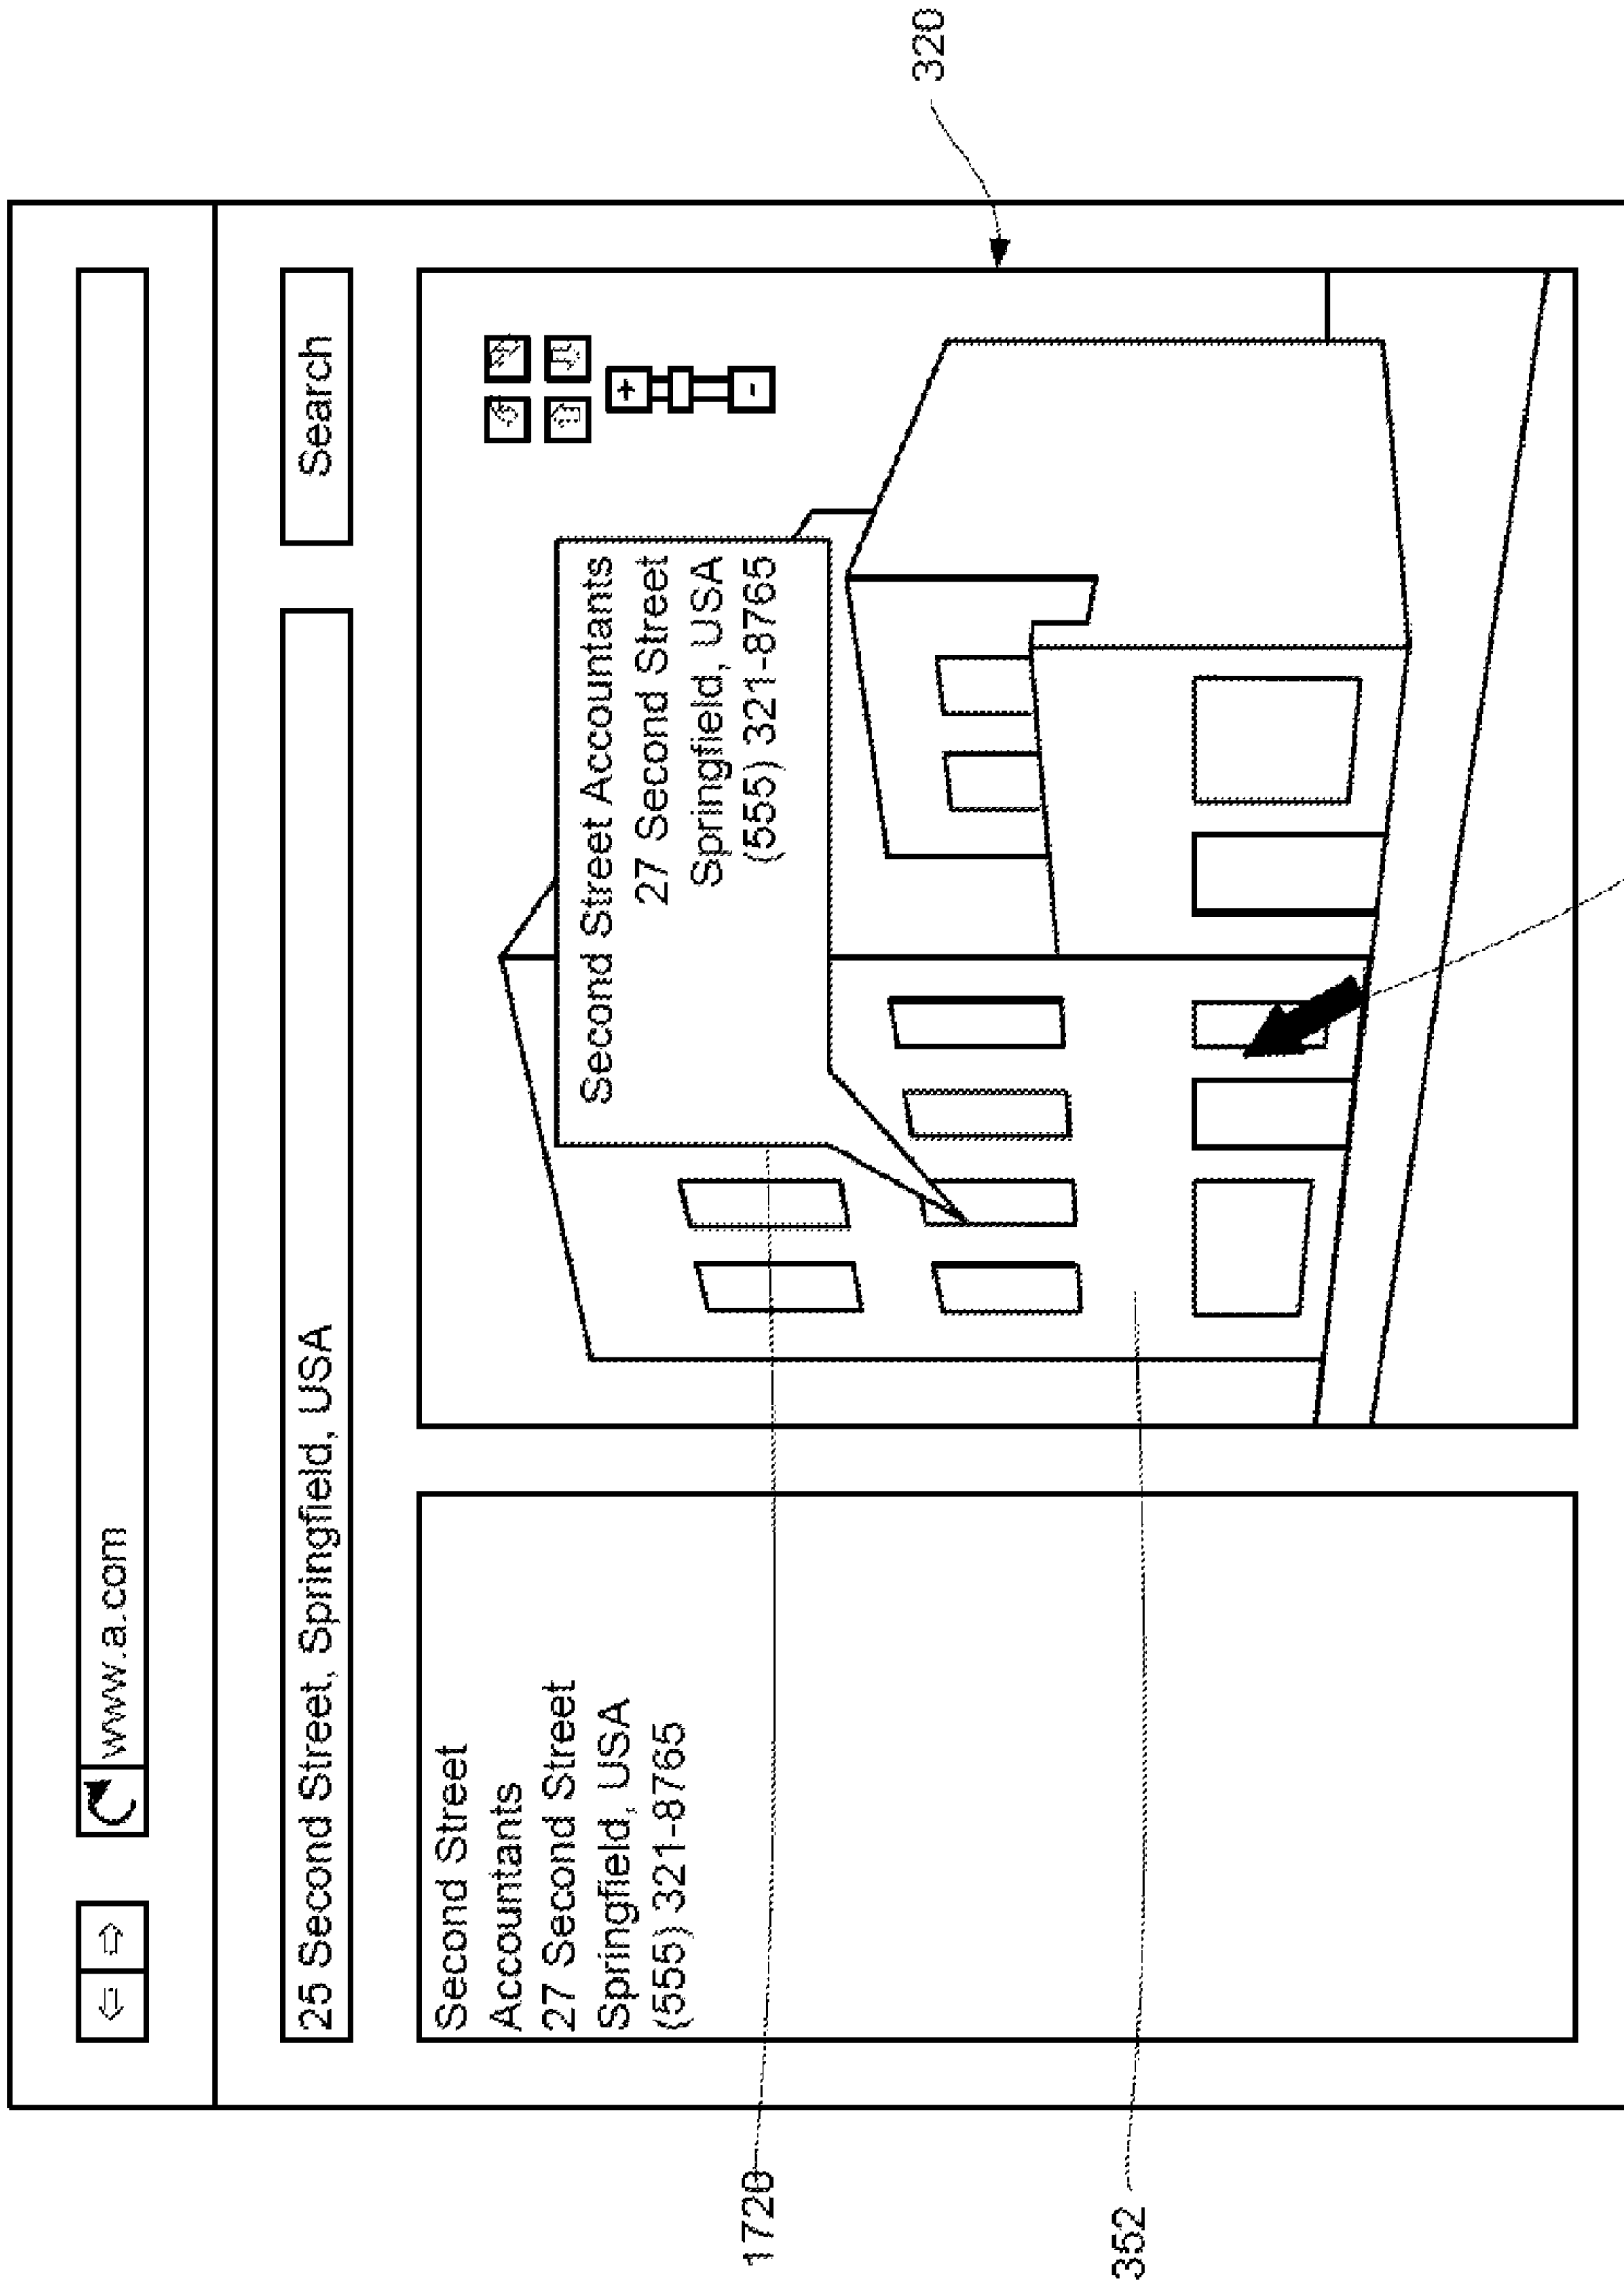 www.a.com
25 Second Street, Springfield, USA
Search
Second Street
Accountants
27 Second Street
Springfield, USA
(555) 321-8765
Second Street Accountants
27 Second Street
Springfield, USA
(555) 321-8765
+
-
320
1720
352